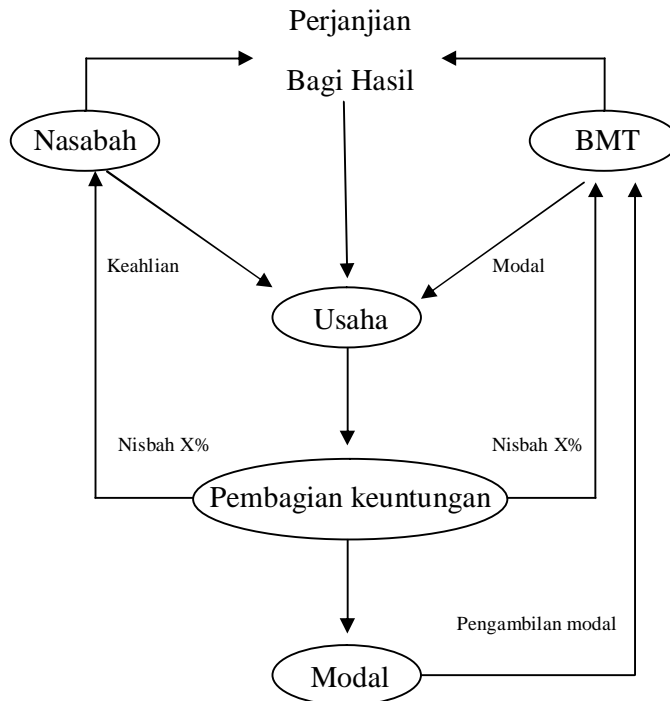 Perjanjian
Bagi Hasil
Nasabah
BMT
Keahlian
Modal
Usaha
Nisbah X%
Nisbah X%
Pembagian keuntungan
Pengambilan modal
Modal